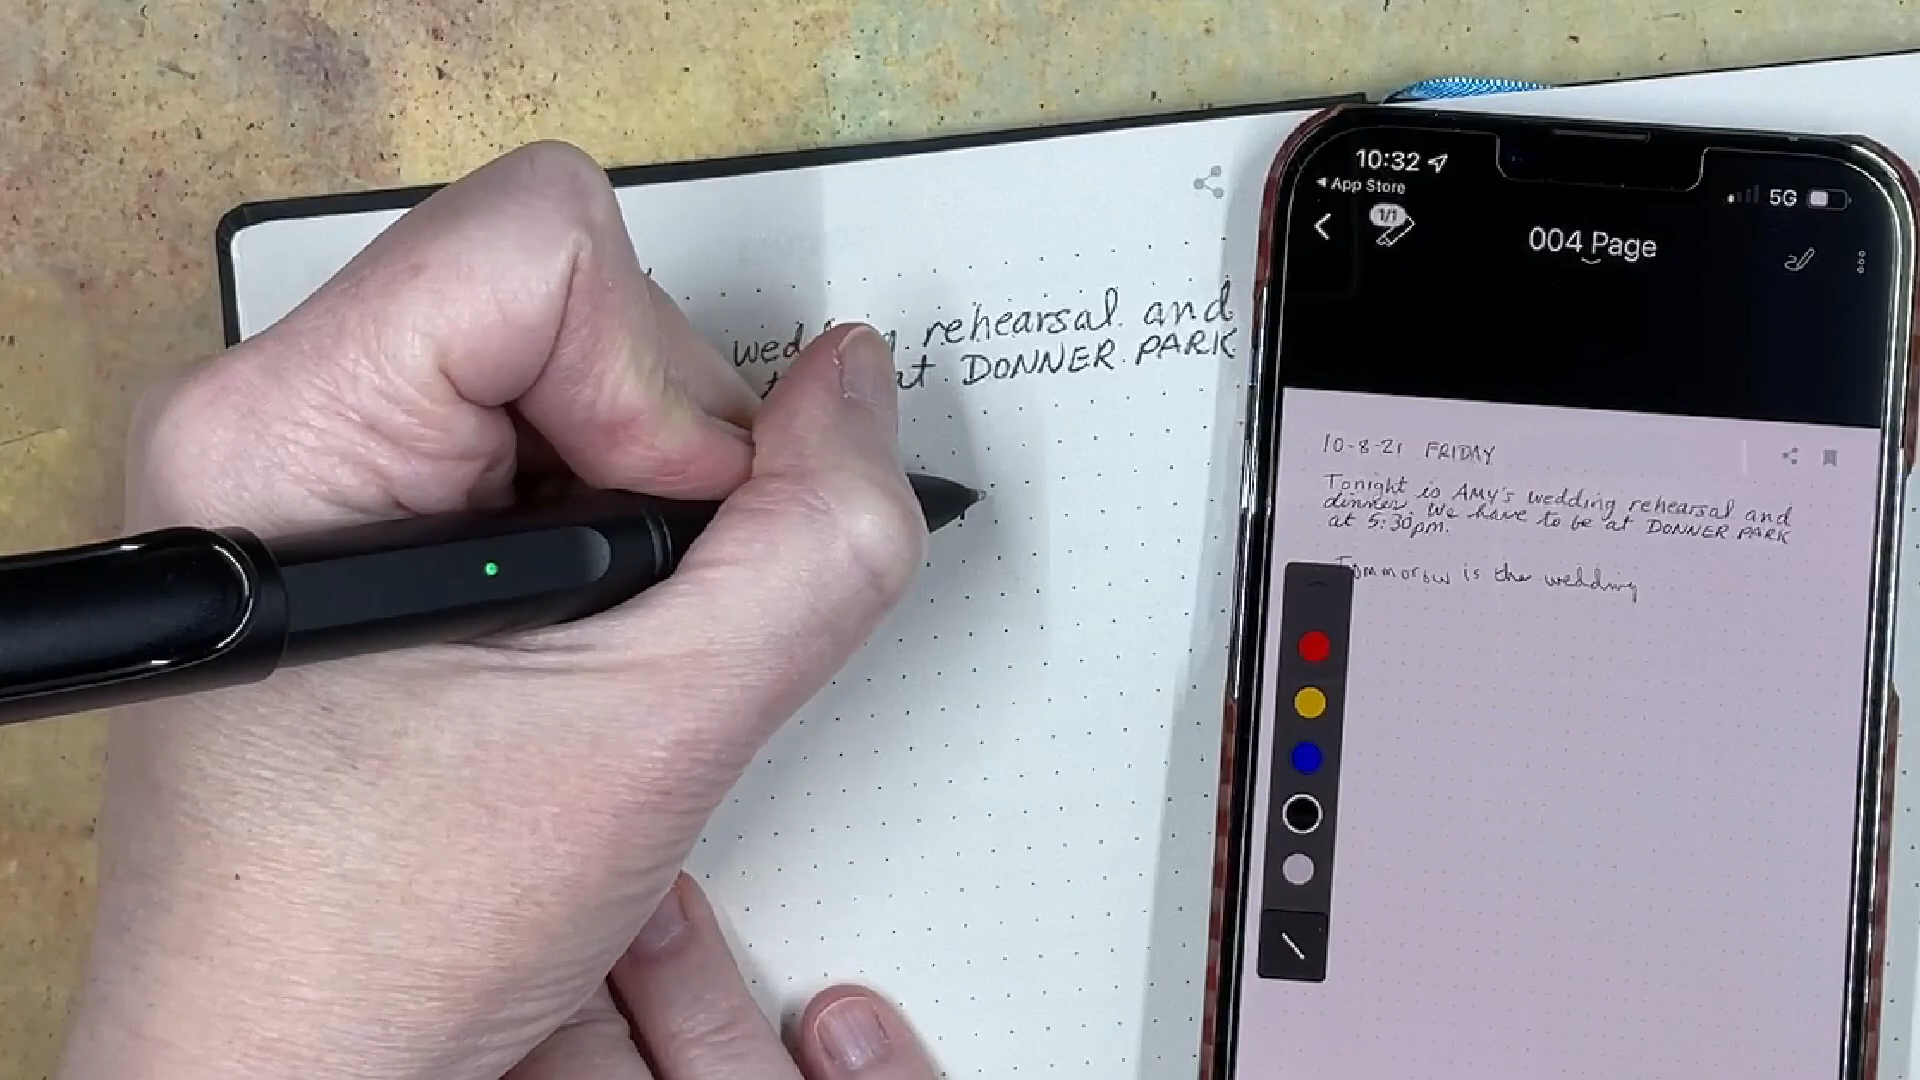 wedding rehearsal and
at DONNER PARK
10:32
App Store
5G
1/1
004 Page
10-8-21 FRIDAY
Tonight is AMY'S wedding rehearsal and
dinner. We have to be at DONNER PARK
at 5:30pm.
Tommorow is the wedding